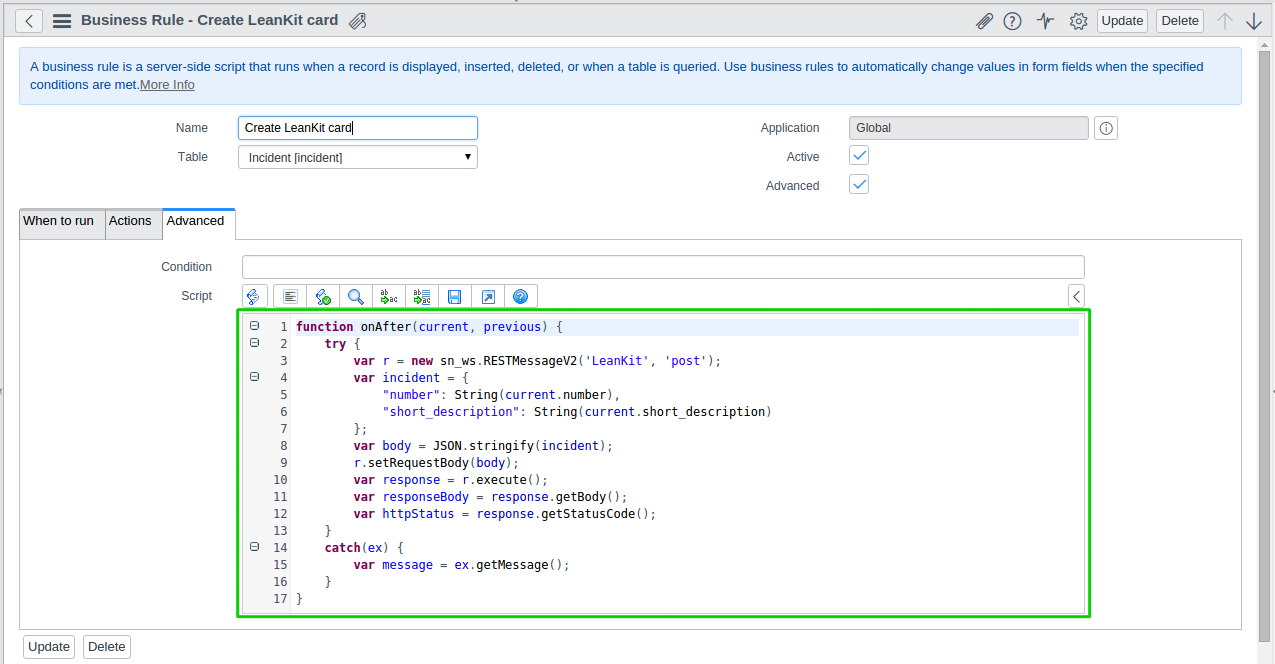 Business Rule - Create LeanKit card
Update
Delete
A business rule is a server-side script that runs when a record is displayed, inserted, deleted, or when a table is queried. Use business rules to automatically change values in form fields when the specified
conditions are met.More Info
Name Create LeanKit card Application Global
Table Incident [incident] Active
Advanced
When to run Actions Advanced
Condition
Script
1 function onAfter(current, previous) {
2 try {
3 var r = new sn_ws.RESTMessageV2('LeanKit', 'post');
4 var incident = {
5 "number": String(current.number),
6 "short_description": String(current.short_description)
7 };
8 var body = JSON.stringify(incident);
9 r.setRequestBody(body);
10 var response = r.execute();
11 var responseBody = response.getBody();
12 var httpStatus = response.getStatusCode();
13 }
14 catch(ex) {
15 var message = ex.getMessage();
16 }
17 }
Update Delete